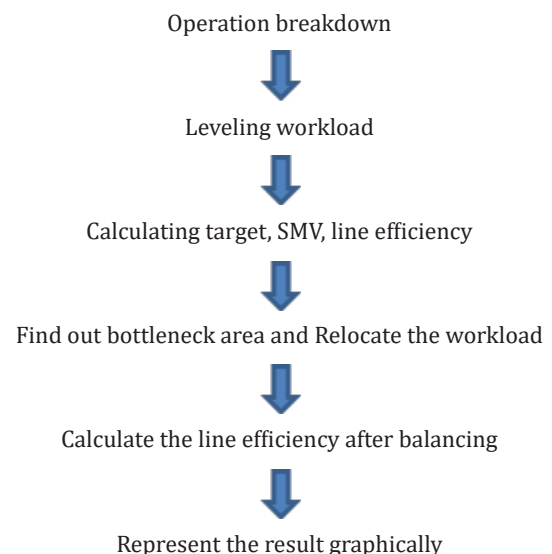 Operation breakdown
Leveling workload
Calculating target, SMV, line efficiency
Find out bottleneck area and Relocate the workload
Calculate the line efficiency after balancing
Represent the result graphically